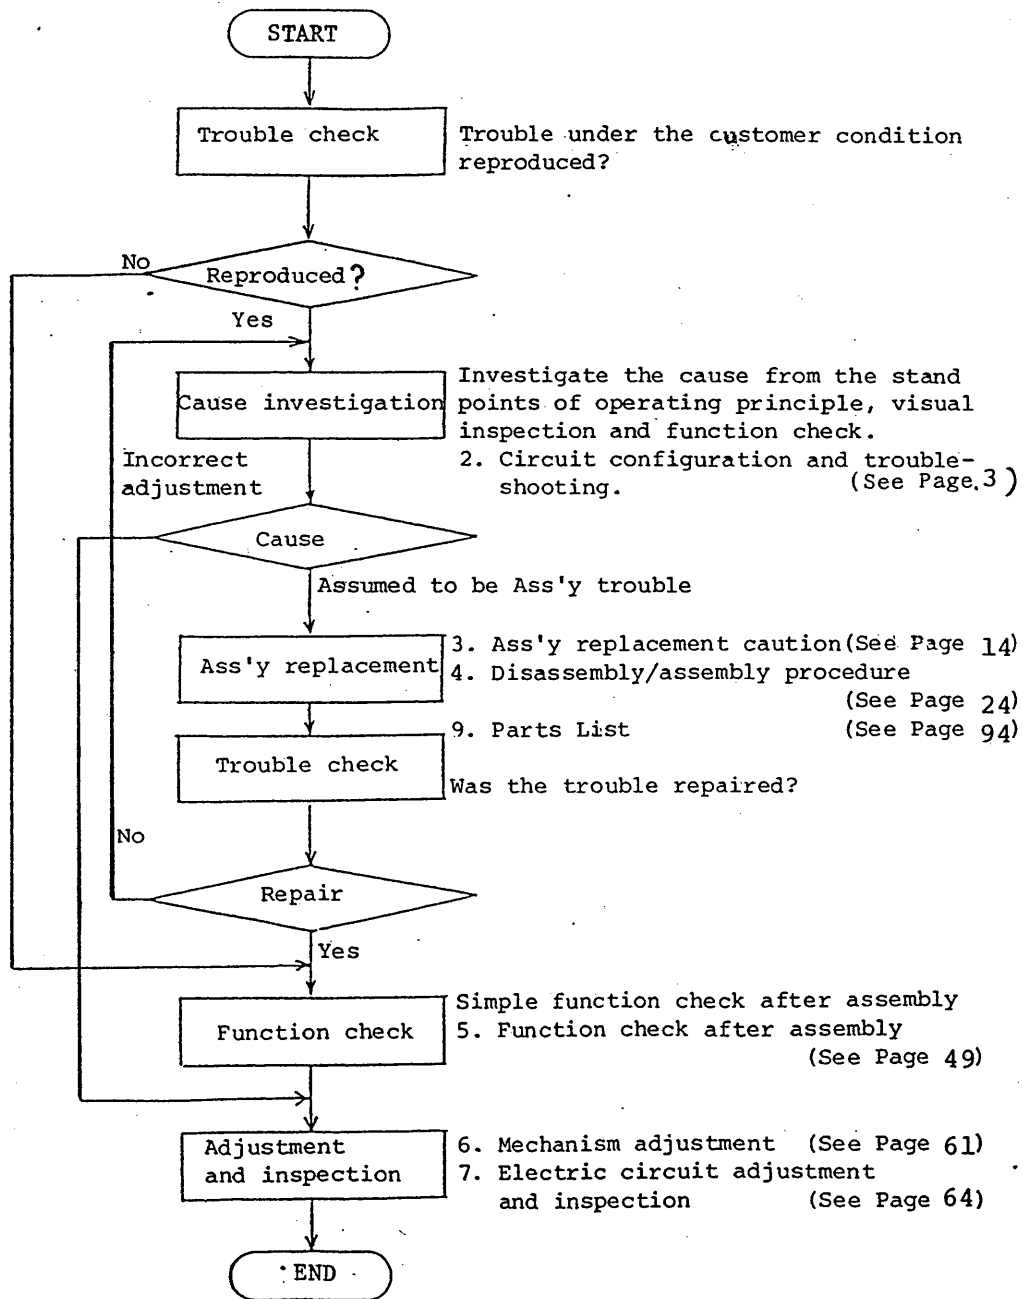 START
Trouble check
Trouble under the customer condition
reproduced?
No
Reproduced?
Yes
Cause investigation
Investigate the cause from the stand
points of operating principle, visual
inspection and function check.
2. Circuit configuration and trouble-
shooting. (See Page.3)
Incorrect
adjustment
Cause
Assumed to be Ass'y trouble
Ass'y replacement
3. Ass'y replacement caution(See Page 14)
4. Disassembly/assembly procedure
(See Page 24)
9. Parts List (See Page 94)
Trouble check
Was the trouble repaired?
No
Repair
Yes
Function check
Simple function check after assembly
5. Function check after assembly
(See Page 49)
Adjustment
and inspection
6. Mechanism adjustment (See Page 61)
7. Electric circuit adjustment
and inspection (See Page 64)
END